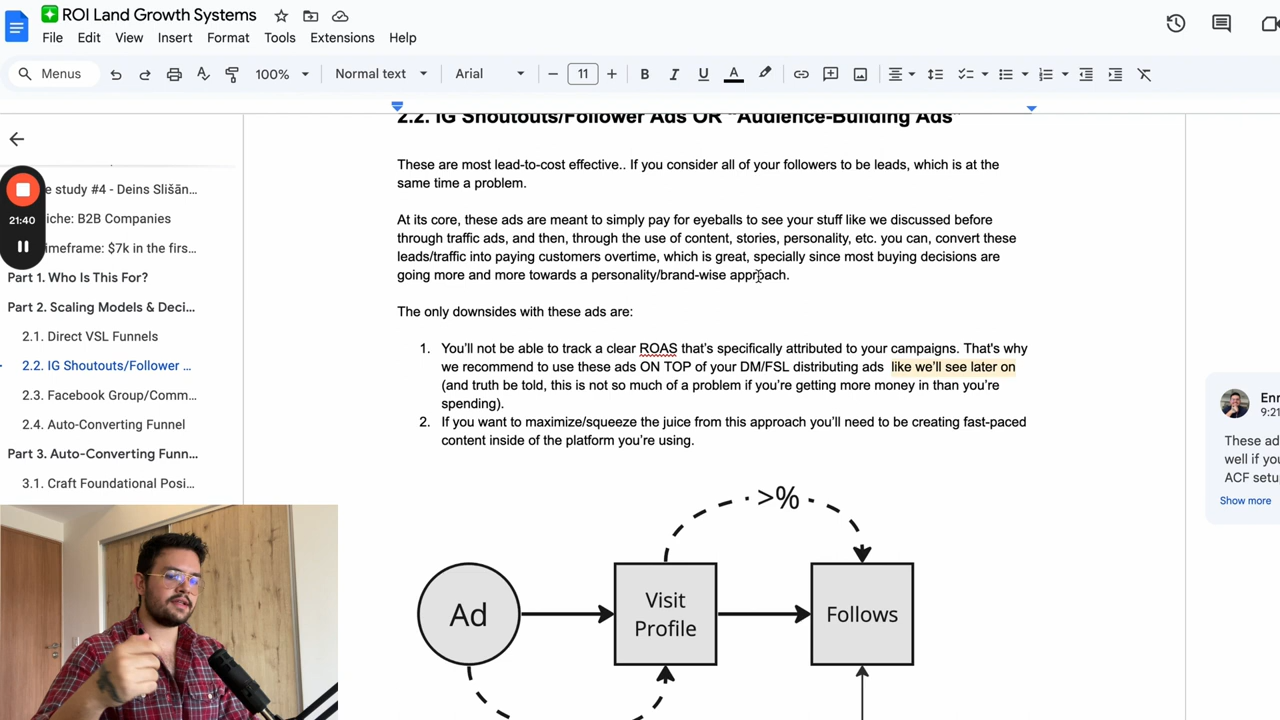 ROI Land Growth Systems
File Edit View Insert Format Tools Extensions Help
Menus 100% Normal text Arial 11
21:40
e study #4 - Deins Slišān...
iche: B2B Companies
imeframe: $7k in the firs...
Part 1. Who Is This For?
Part 2. Scaling Models & Deci...
2.1. Direct VSL Funnels
2.2. IG Shoutouts/Follower ...
2.3. Facebook Group/Comm...
2.4. Auto-Converting Funnel
Part 3. Auto-Converting Funn...
3.1. Craft Foundational Posi...
2.2. IG Shoutouts/Follower Ads OR "Audience-Building Ads"
These are most lead-to-cost effective.. If you consider all of your followers to be leads, which is at the
same time a problem.
At its core, these ads are meant to simply pay for eyeballs to see your stuff like we discussed before
through traffic ads, and then, through the use of content, stories, personality, etc. you can, convert these
leads/traffic into paying customers overtime, which is great, specially since most buying decisions are
going more and more towards a personality/brand-wise approach.
The only downsides with these ads are:
1. You'll not be able to track a clear ROAS that's specifically attributed to your campaigns. That's why
we recommend to use these ads ON TOP of your DM/FSL distributing ads like we'll see later on
(and truth be told, this is not so much of a problem if you're getting more money in than you're
spending).
2. If you want to maximize/squeeze the juice from this approach you'll need to be creating fast-paced
content inside of the platform you're using.
>%
Ad
Visit
Profile
Follows
Enr
9:21
These ad
well if you
ACF setu
Show more